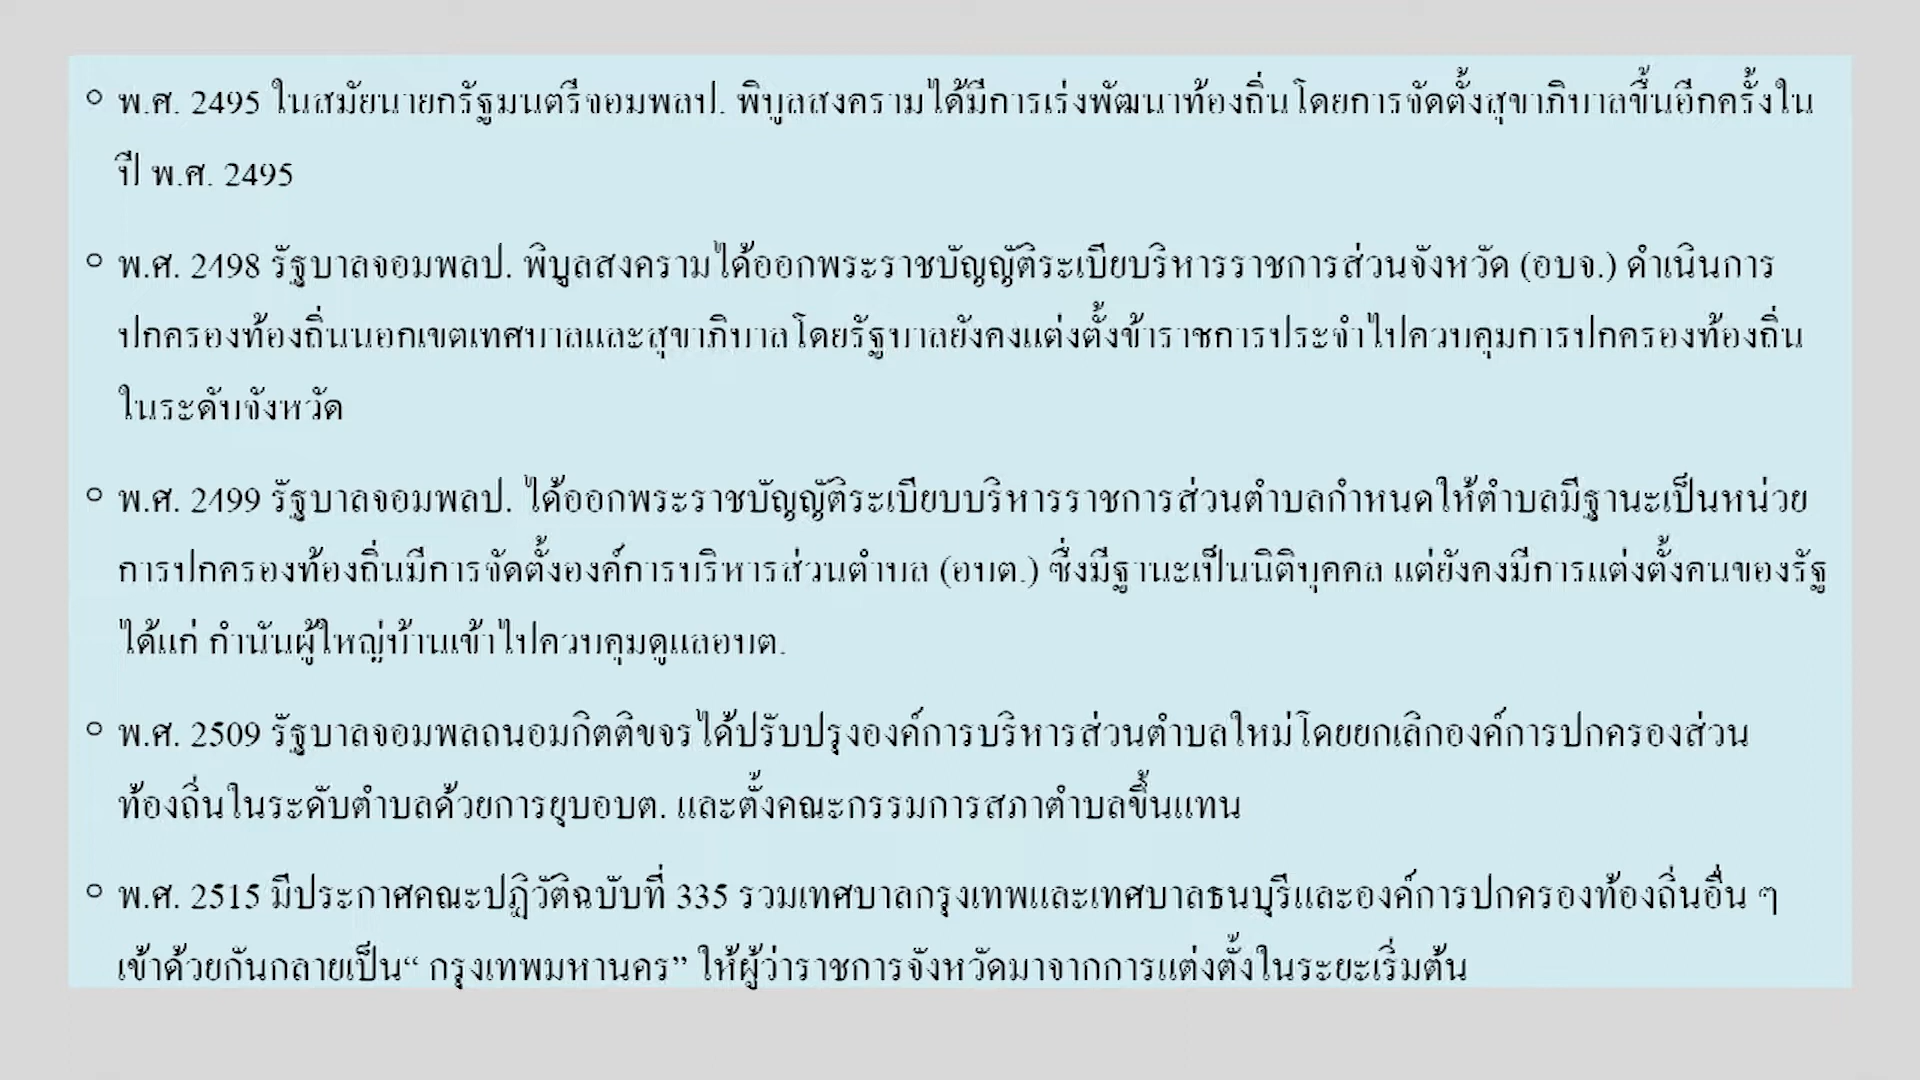 พ.ศ. 2495 ในสมัยนายกรัฐมนตรีจอมพลป. พิบูลสงครามได้มีการเร่งพัฒนาท้องถิ่นโดยการจัดตั้งสุขาภิบาลขึ้นอีกครั้งใน
ปี พ.ศ. 2495
พ.ศ. 2498 รัฐบาลจอมพลป. พิบูลสงครามได้ออกพระราชบัญญัติระเบียบริหารราชการส่วนจังหวัด (อบจ.) ดำเนินการ
ปกครองท้องถิ่นนอกเขตเทศบาลและสุขาภิบาลโดยรัฐบาลยังคงแต่งตั้งข้าราชการประจำไปควบคุมการปกครองท้องถิ่น
ในระดับจังหวัด
พ.ศ. 2499 รัฐบาลจอมพลป. ได้ออกพระราชบัญญัติระเบียบบริหารราชการส่วนตำบลกำหนดให้ตำบลมีฐานะเป็นหน่วย
การปกครองท้องถิ่นมีการจัดตั้งองค์การบริหารส่วนตำบล (อบต.) ซึ่งมีฐานะเป็นนิติบุคคล แต่ยังคงมีการแต่งตั้งคนของรัฐ
ได้แก่ กำนันผู้ใหญ่บ้านเข้าไปควบคุมดูแลอบต.
พ.ศ. 2509 รัฐบาลจอมพลถนอมกิตติขจรได้ปรับปรุงองค์การบริหารส่วนตำบลใหม่โดยยกเลิกองค์การปกครองส่วน
ท้องถิ่นในระดับตำบลด้วยการยุบอบต. และตั้งคณะกรรมการสภาตำบลขึ้นแทน
พ.ศ. 2515 มีประกาศคณะปฏิวัติฉบับที่ 335 รวมเทศบาลกรุงเทพและเทศบาลธนบุรีและองค์การปกครองท้องถิ่นอื่น ๆ
เข้าด้วยกันกลายเป็น“ กรุงเทพมหานคร” ให้ผู้ว่าราชการจังหวัดมาจากการแต่งตั้งในระยะเริ่มต้น